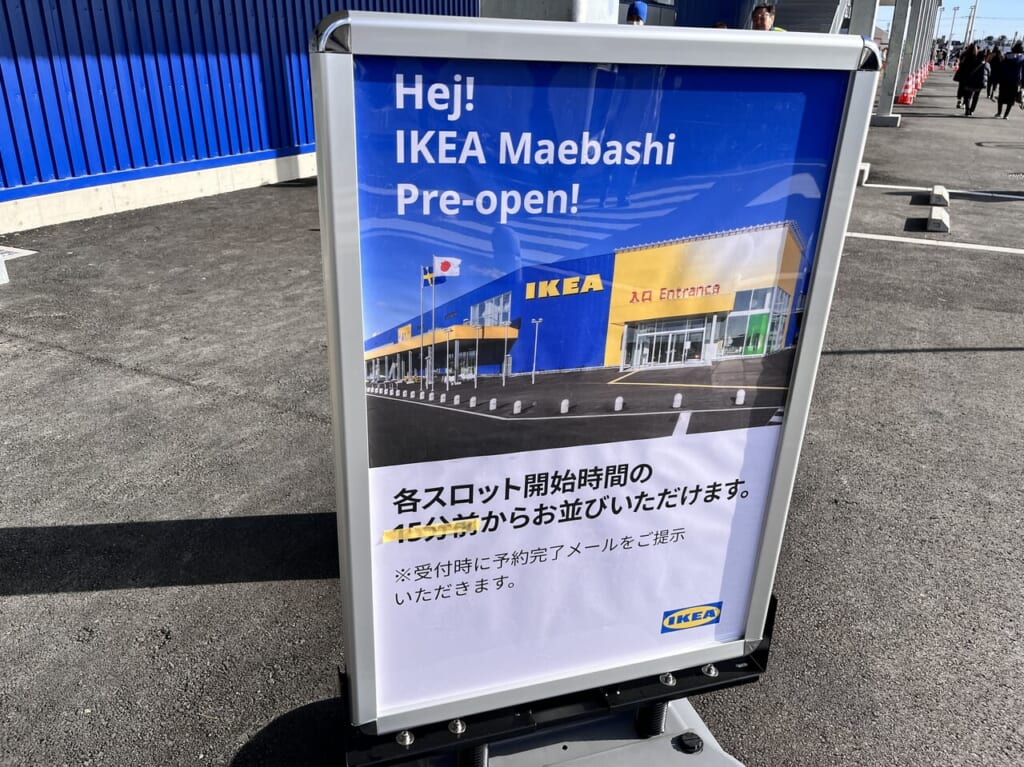 Hej!
IKEA Maebashi
Pre-open!
IKEA
入口 Entrance
各スロット開始時間の
15分前からお並びいただけます。
※受付時に予約完了メールをご提示
いただきます。
IKEA